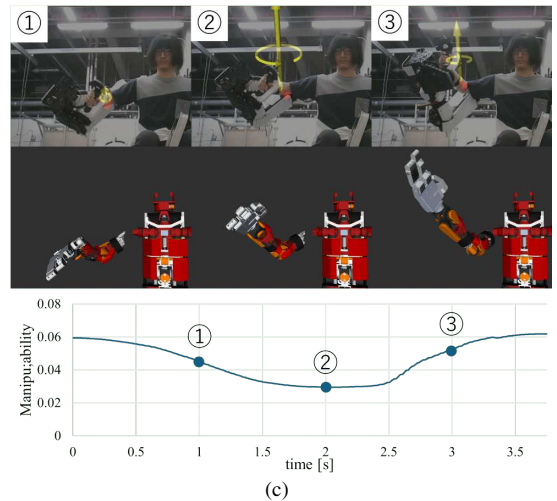 ① ② ③
0.08
0.06
0.04
0.02
0
Manipu;ability
①
②
③
0 0.5 1 1.5 2 2.5 3 3.5
time [s]
(c)